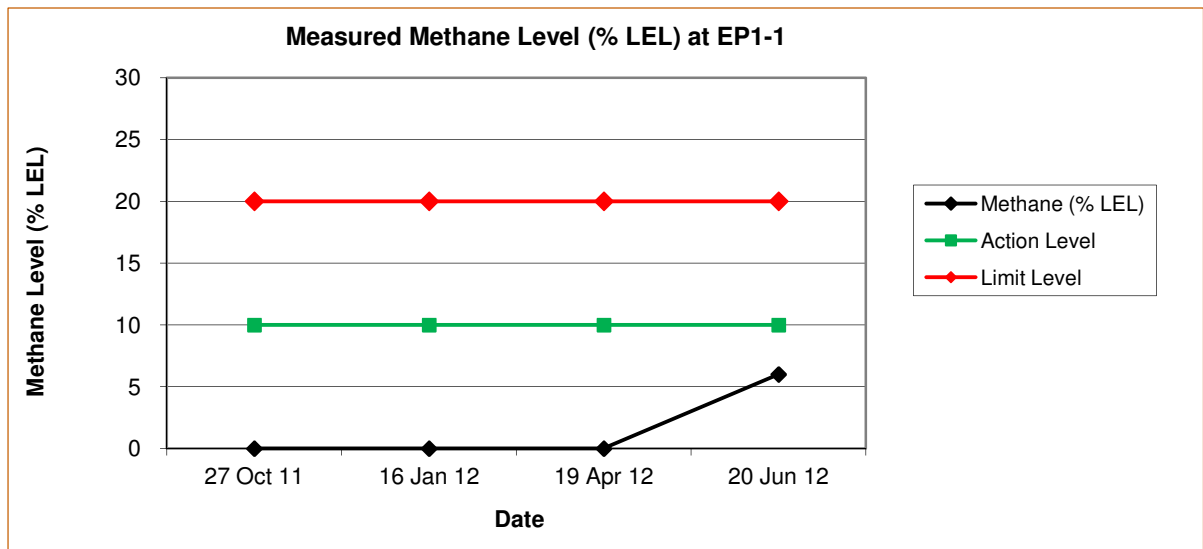 Measured Methane Level (% LEL) at EP1-1
Methane Level (% LEL)
30
25
20
15
10
5
0
27 Oct 11
16 Jan 12
19 Apr 12
20 Jun 12
Date
Methane (% LEL)
Action Level
Limit Level